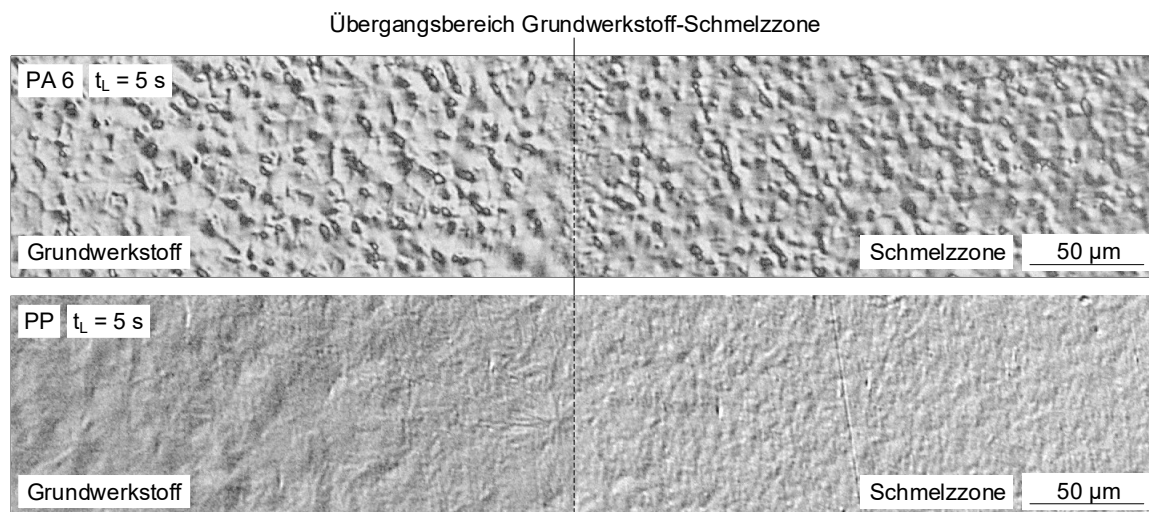 Übergangsbereich Grundwerkstoff-Schmelzzone
PA 6 t_L = 5 s
Grundwerkstoff Schmelzzone 50 µm
PP t_L = 5 s
Grundwerkstoff Schmelzzone 50 µm